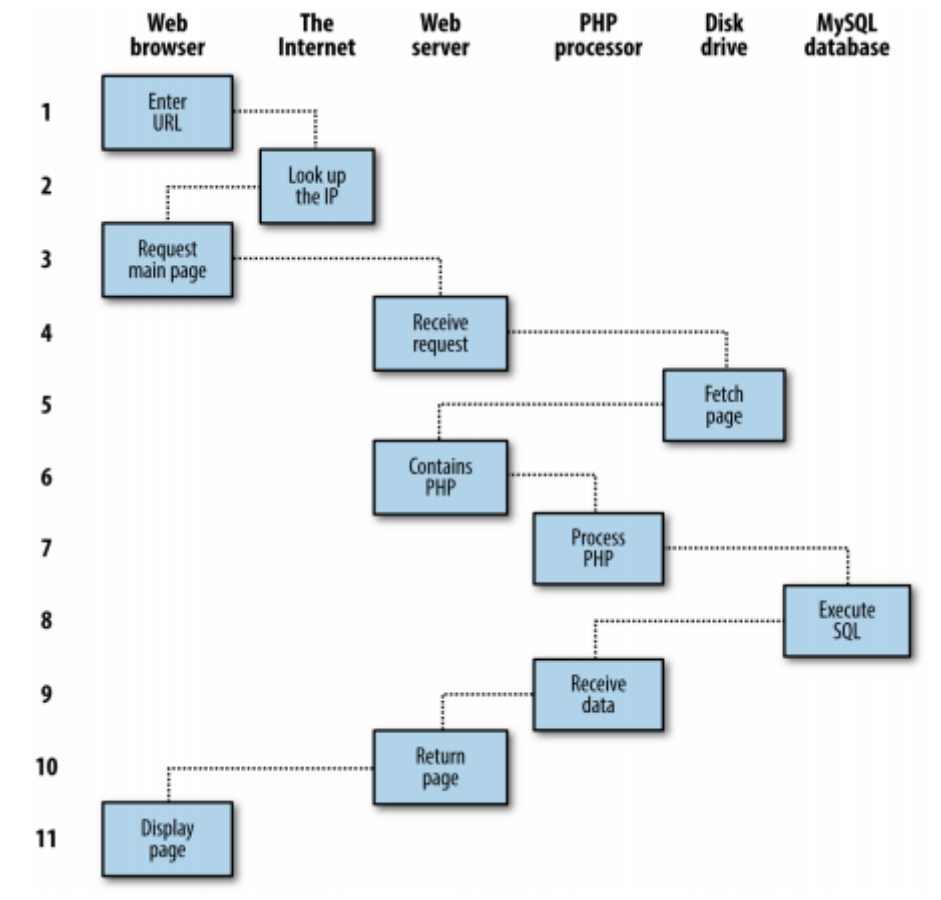 Web
browser
The
Internet
Web
server
PHP
processor
Disk
drive
MySQL
database
1
Enter
URL
2
Look up
the IP
3
Request
main page
4
Receive
request
5
Fetch
page
6
Contains
PHP
7
Process
PHP
8
Execute
SQL
9
Receive
data
10
Return
page
11
Display
page